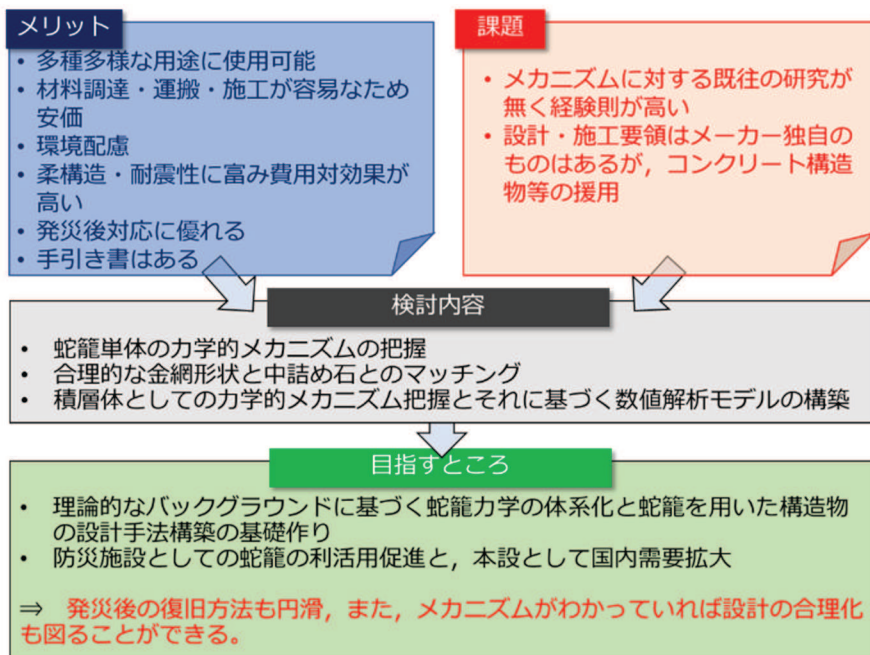 メリット
• 多種多様な用途に使用可能
• 材料調達・運搬・施工が容易なため
安価
• 環境配慮
• 柔構造・耐震性に富み費用対効果が
高い
• 発災後対応に優れる
• 手引き書はある
課題
• メカニズムに対する既往の研究が
無く経験則が高い
• 設計・施工要領はメーカー独自の
ものはあるが，コンクリート構造
物等の援用
検討内容
• 蛇籠単体の力学的メカニズムの把握
• 合理的な金網形状と中詰め石とのマッチング
• 積層体としての力学的メカニズム把握とそれに基づく数値解析モデルの構築
目指すところ
• 理論的なバックグラウンドに基づく蛇籠力学の体系化と蛇籠を用いた構造物
の設計手法構築の基礎作り
• 防災施設としての蛇籠の利活用促進と，本設として国内需要拡大
⇒ 発災後の復旧方法も円滑，また，メカニズムがわかっていれば設計の合理化
も図ることができる。